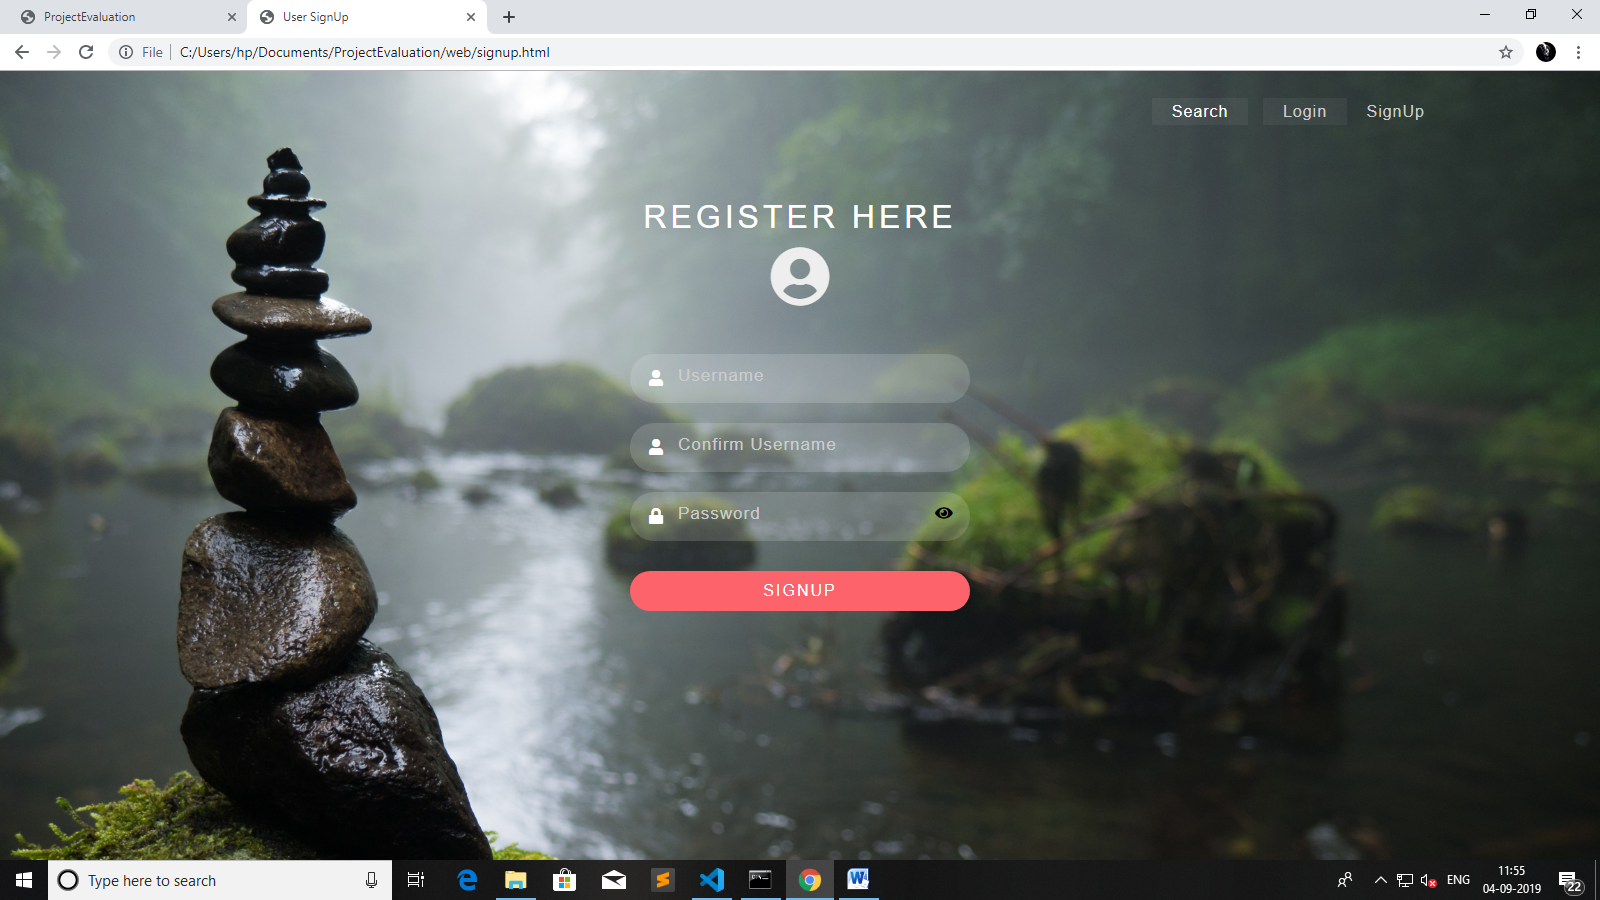 ProjectEvaluation
User SignUp
File
C:/Users/hp/Documents/ProjectEvaluation/web/signup.html
Search
Login
SignUp
REGISTER HERE
Username
Confirm Username
Password
SIGNUP
Type here to search
ENG
11:55
04-09-2019
22